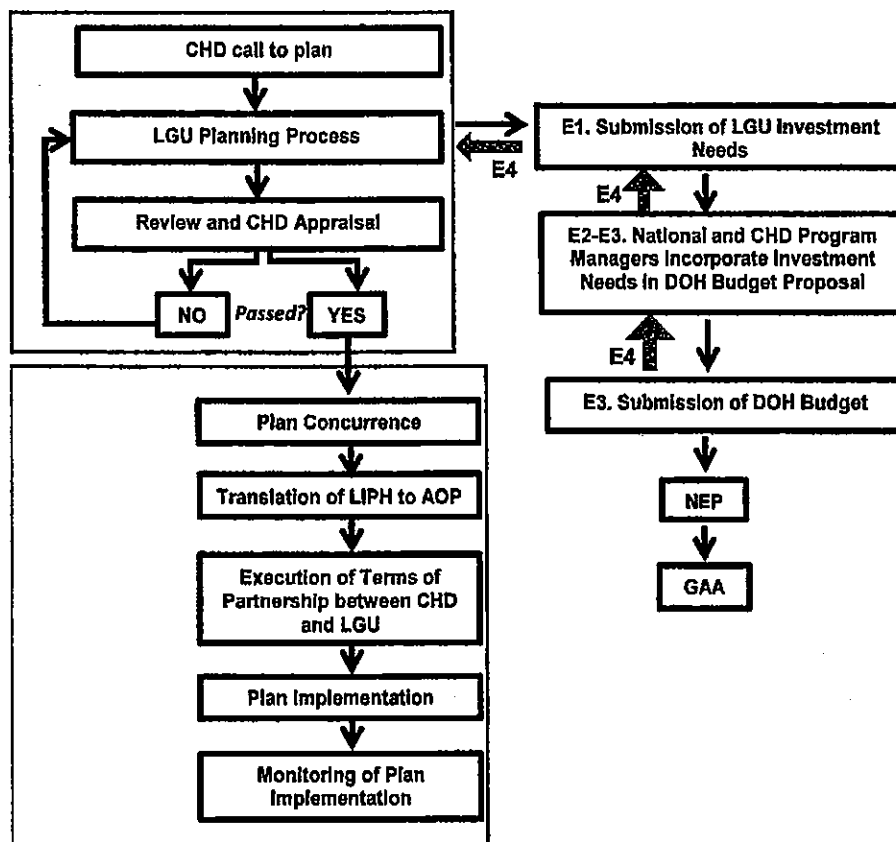 CHD call to plan
LGU Planning Process
Review and CHD Appraisal
NO
Passed?
YES
Plan Concurrence
Translation of LIPH to AOP
Execution of Terms of
Partnership between CHD
and LGU
Plan Implementation
Monitoring of Plan
Implementation
E4
E1. Submission of LGU Investment
Needs
E4
E2-E3. National and CHD Program
Managers Incorporate Investment
Needs in DOH Budget Proposal
E4
E3. Submission of DOH Budget
NEP
GAA